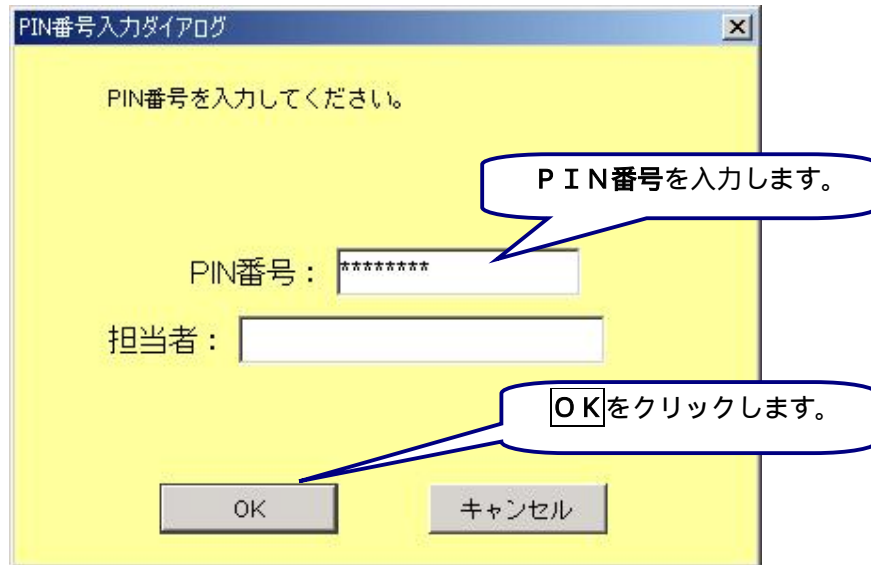 PIN番号入力ダイアログ
PIN番号を入力してください。
ＰＩＮ番号を入力します。
PIN番号： ********
担当者：
ＯＫをクリックします。
OK キャンセル